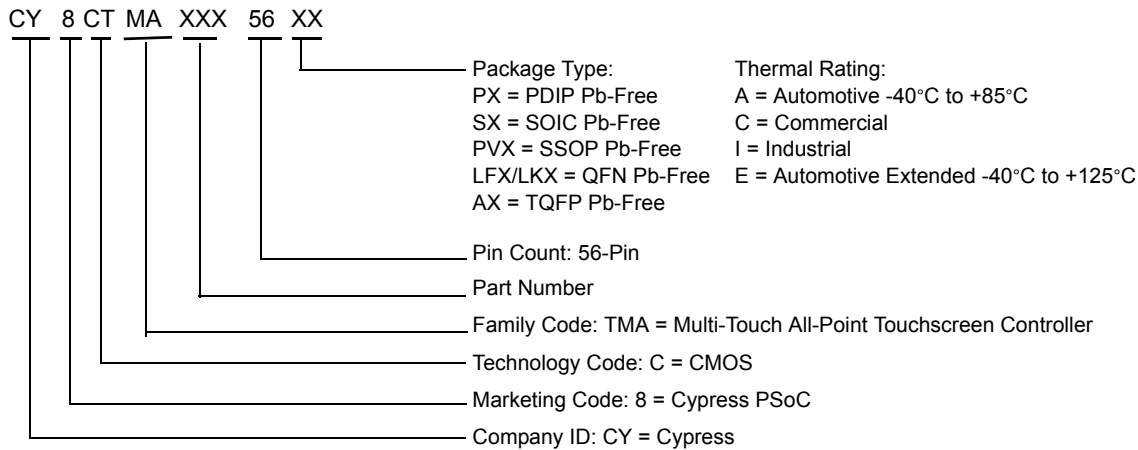 CY 8 CT MA XXX 56 XX
Package Type: Thermal Rating:
PX = PDIP Pb-Free A = Automotive -40°C to +85°C
SX = SOIC Pb-Free C = Commercial
PVX = SSOP Pb-Free I = Industrial
LFX/LKX = QFN Pb-Free E = Automotive Extended -40°C to +125°C
AX = TQFP Pb-Free
Pin Count: 56-Pin
Part Number
Family Code: TMA = Multi-Touch All-Point Touchscreen Controller
Technology Code: C = CMOS
Marketing Code: 8 = Cypress PSoC
Company ID: CY = Cypress